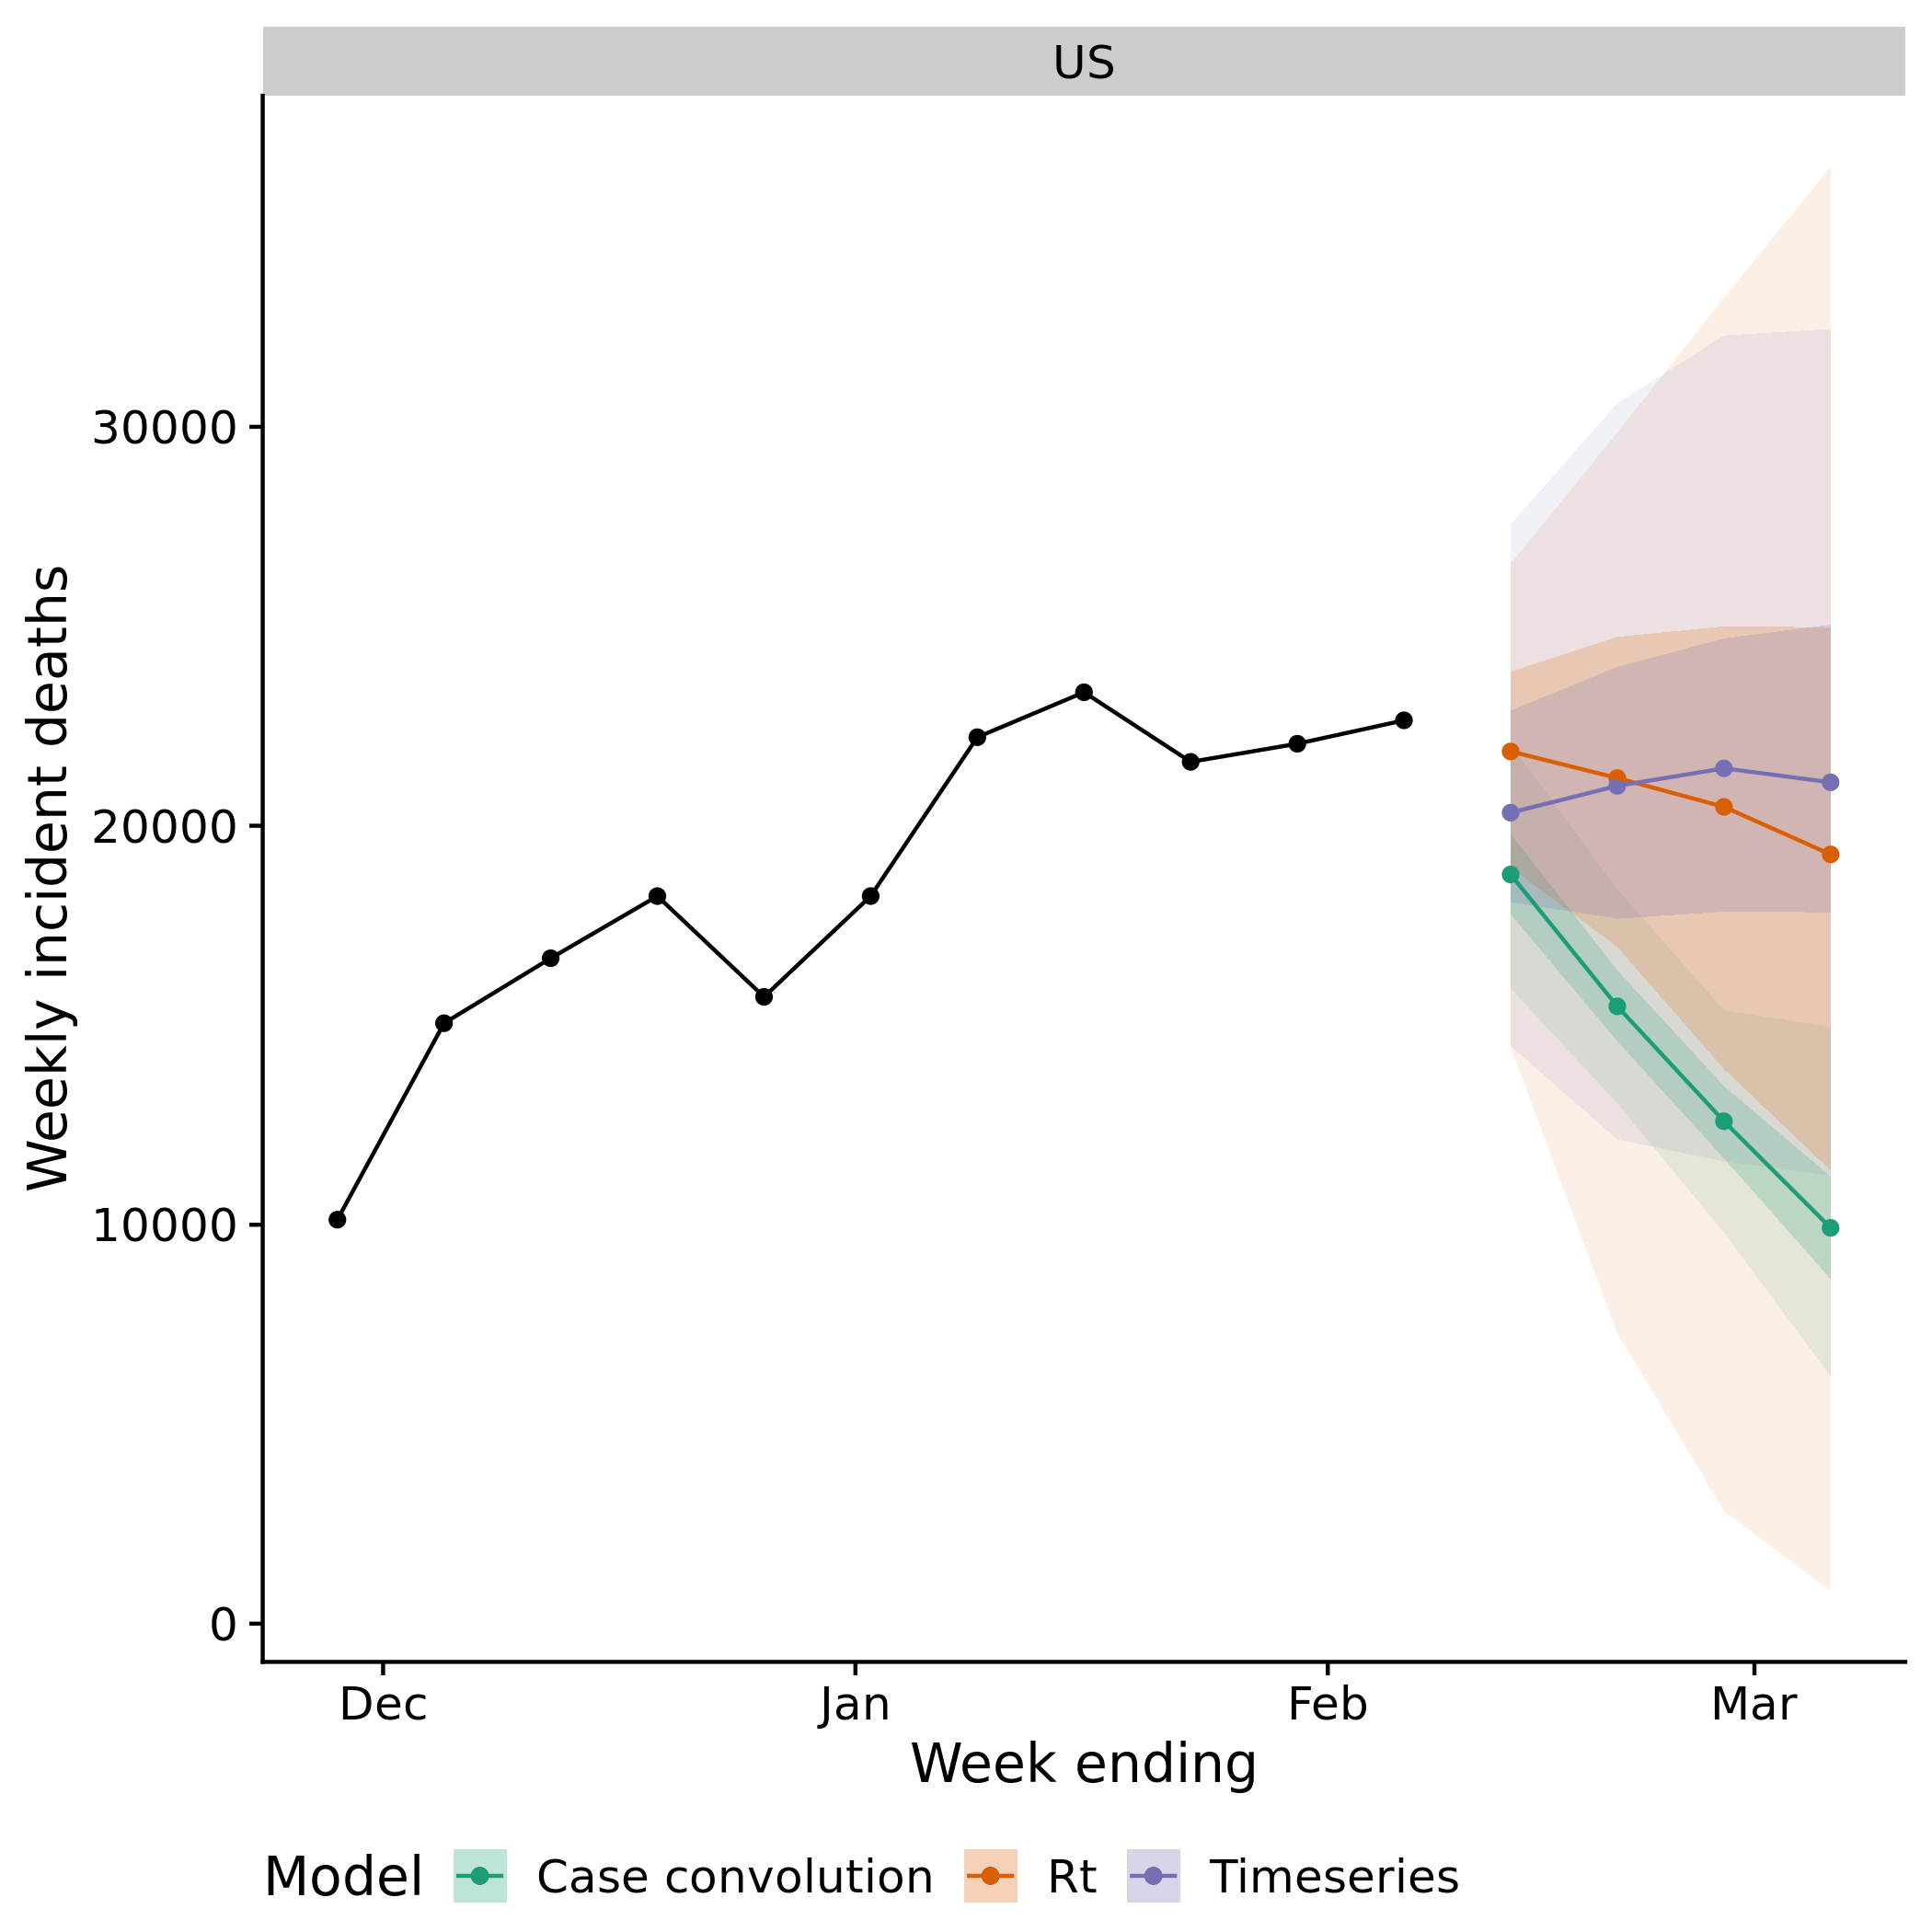 US
Weekly incident deaths
30000
20000
10000
0
Dec Jan Feb Mar
Week ending
Model Case convolution Rt Timeseries